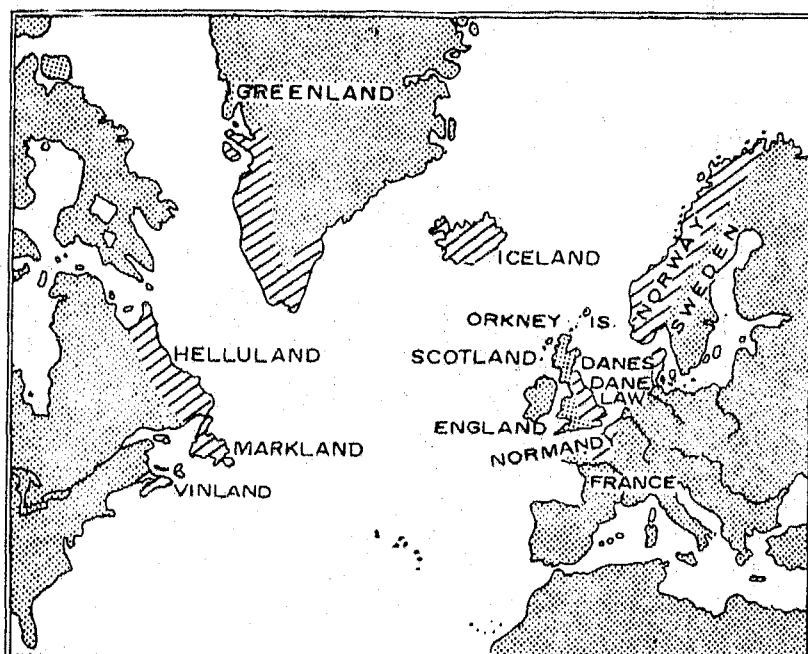 GREENLAND
ICELAND
NORWAY
SWEDEN
ORKNEY IS.
HELLULAND
SCOTLAND
DANES
DANE
LAW
ENGLAND
MARKLAND
NORMANDY
VINLAND
FRANCE